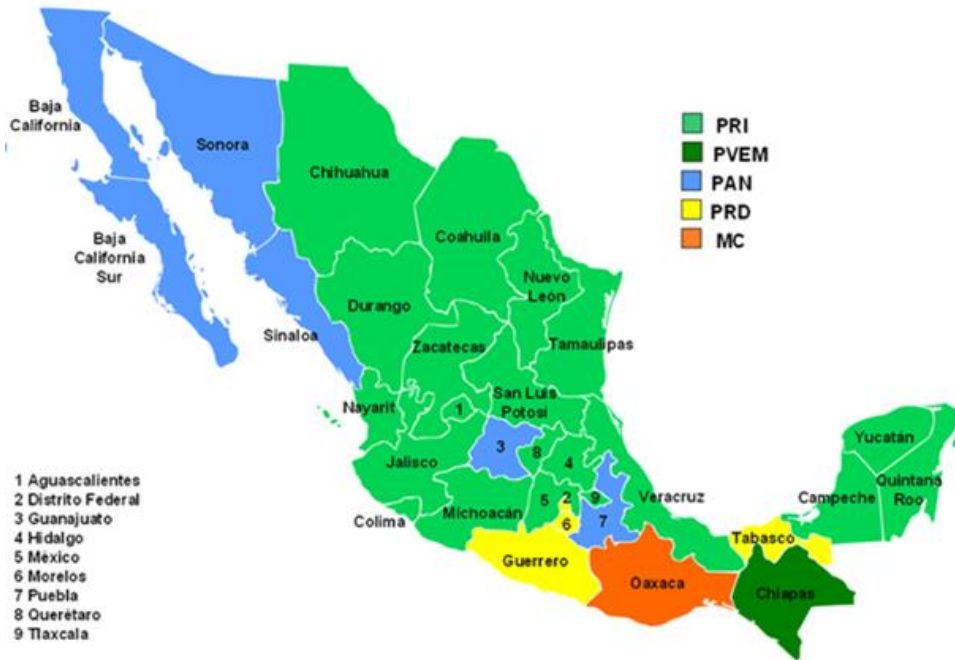 Baja
California
Sonora
Chihuahua
PRI
PVEM
PAN
PRD
MC
Baja
California
Sur
Coahuila
Nuevo
León
Sinaloa
Durango
Zacatecas
Tamaulipas
Nayarit
San Luis
Potosí
1
3
8
4
Jalisco
Yucatán
Quintana
Roo
Campeche
Veracruz
Colima
Michoacán
5
2
9
6
7
Guerrero
Oaxaca
Tabasco
Chiapas
1 Aguascalientes
2 Distrito Federal
3 Guanajuato
4 Hidalgo
5 México
6 Morelos
7 Puebla
8 Querétaro
9 Tlaxcala